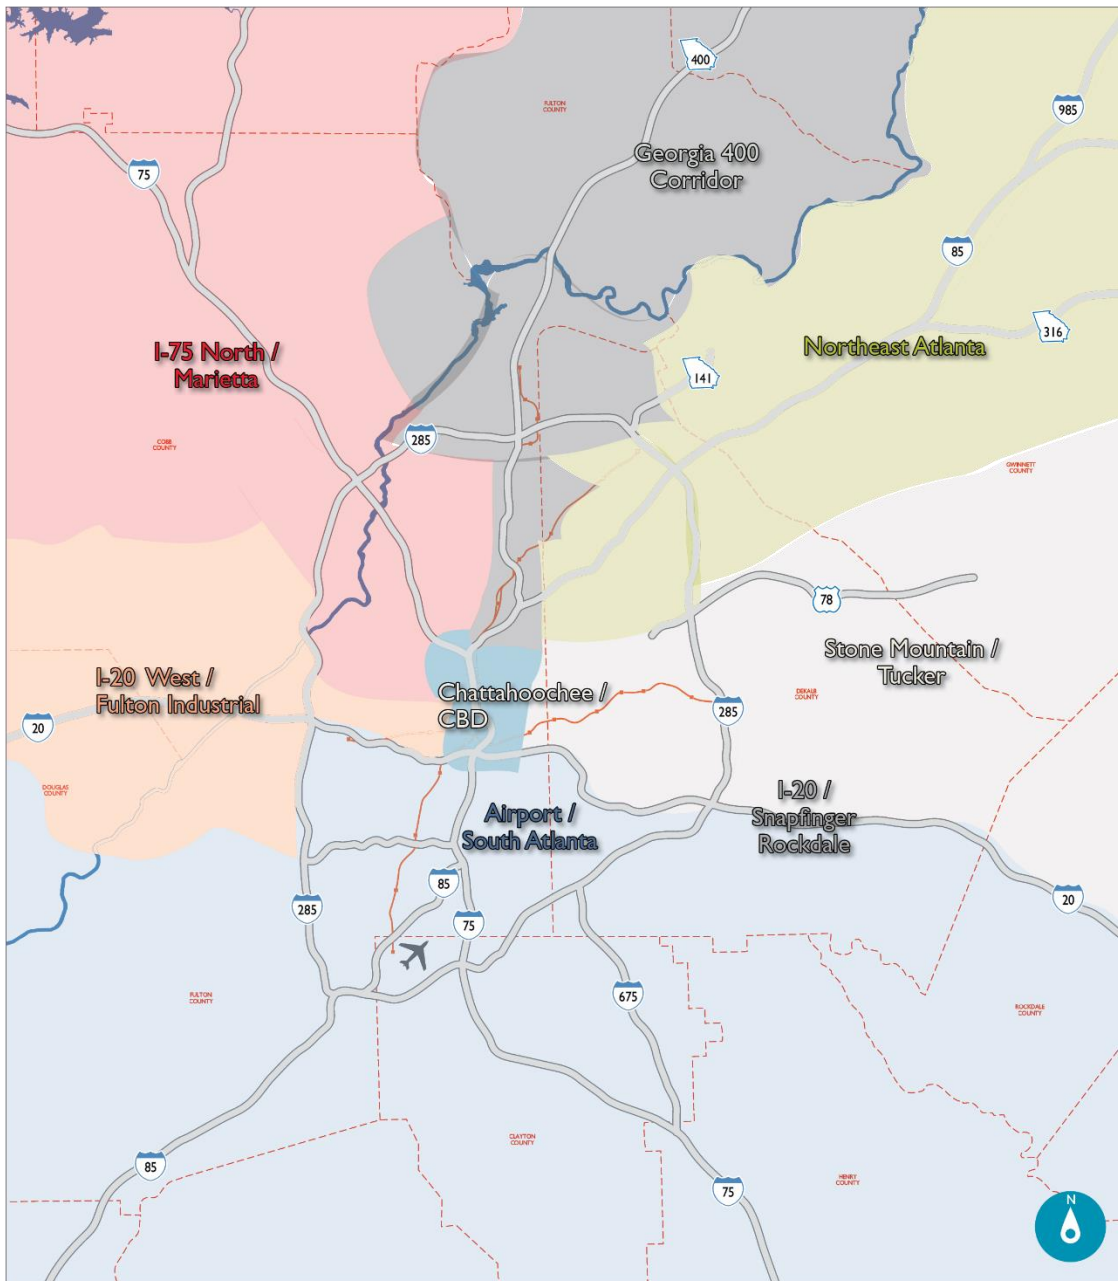 400
FULTON
COUNTY
985
Georgia 400
Corridor
75
85
316
I-75 North /
Marietta
Northeast Atlanta
141
285
COBB
COUNTY
GWINNETT
COUNTY
78
Stone Mountain /
Tucker
I-20 West /
Fulton Industrial
Chattahoochee /
CBD
DEKALB
COUNTY
285
20
DOUGLAS
COUNTY
I-20 /
Snapfinger
Rockdale
Airport /
South Atlanta
85
285
75
20
FULTON
COUNTY
675
ROCKDALE
COUNTY
CLAYTON
COUNTY
85
75
HENRY
COUNTY
N